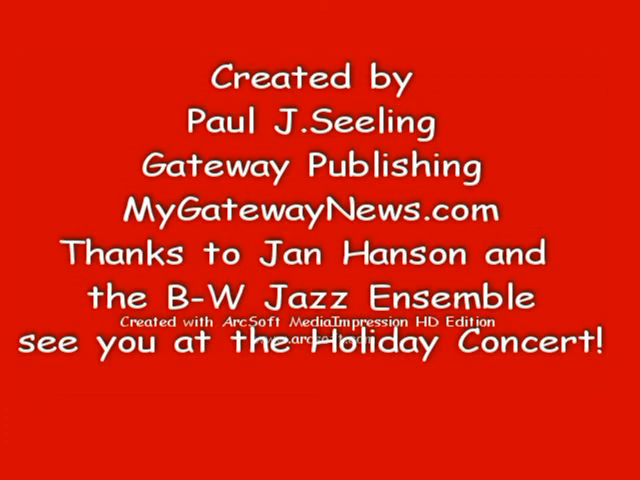 Created by
Paul J.Seeling
Gateway Publishing
MyGatewayNews.com
Thanks to Jan Hanson and
the B-W Jazz Ensemble
Created with ArcSoft MediaImpression HD Edition
see you at the Holiday Concert!